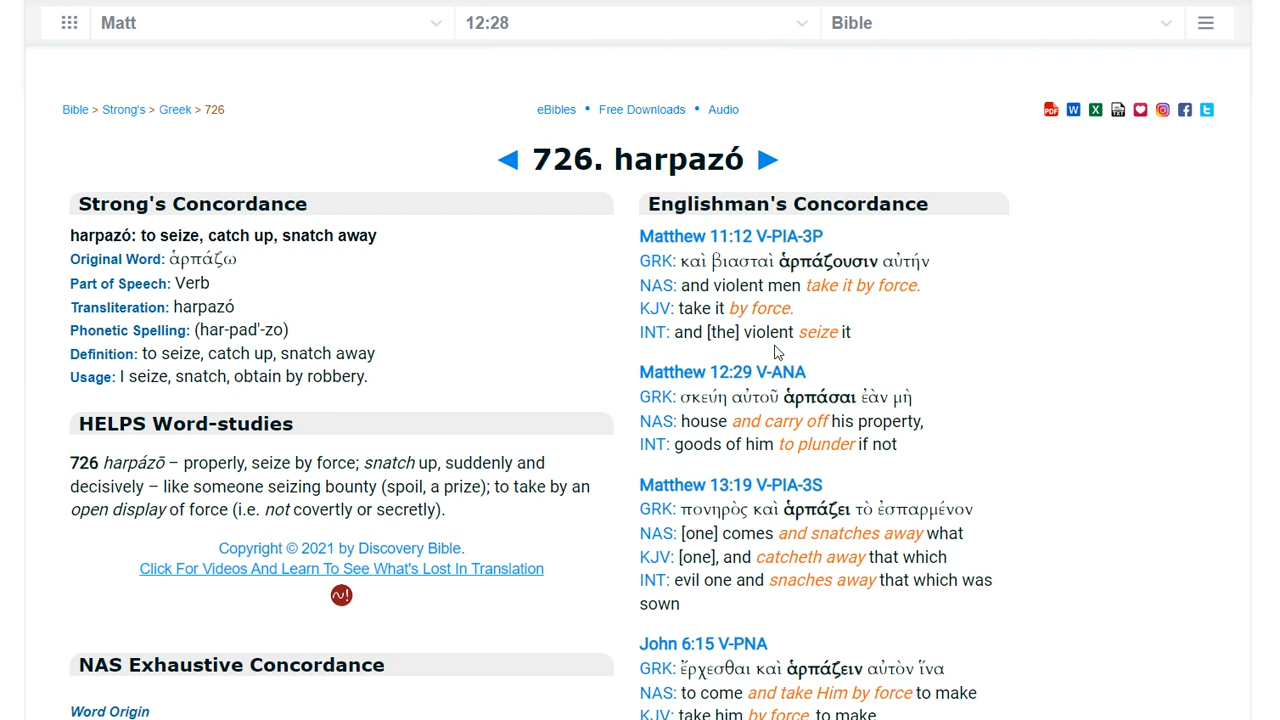 Matt 12:28 Bible
Bible > Strong's > Greek > 726
eBibles • Free Downloads • Audio
◄ 726. harpazó ►
Strong's Concordance
harpazó: to seize, catch up, snatch away
Original Word: ἁρπάζω
Part of Speech: Verb
Transliteration: harpazó
Phonetic Spelling: (har-pad'-zo)
Definition: to seize, catch up, snatch away
Usage: I seize, snatch, obtain by robbery.
HELPS Word-studies
726 harpázō – properly, seize by force; snatch up, suddenly and
decisively – like someone seizing bounty (spoil, a prize); to take by an
open display of force (i.e. not covertly or secretly).
Copyright © 2021 by Discovery Bible.
Click For Videos And Learn To See What's Lost In Translation
NAS Exhaustive Concordance
Word Origin
Englishman's Concordance
Matthew 11:12 V-PIA-3P
GRK: καὶ βιασταὶ ἁρπάζουσιν αὐτήν
NAS: and violent men take it by force.
KJV: take it by force.
INT: and [the] violent seize it
Matthew 12:29 V-ANA
GRK: σκεύη αὐτοῦ ἁρπάσαι ἐὰν μὴ
NAS: house and carry off his property,
INT: goods of him to plunder if not
Matthew 13:19 V-PIA-3S
GRK: πονηρὸς καὶ ἁρπάζει τὸ ἐσπαρμένον
NAS: [one] comes and snatches away what
KJV: [one], and catcheth away that which
INT: evil one and snaches away that which was
sown
John 6:15 V-PNA
GRK: ἔρχεσθαι καὶ ἁρπάζειν αὐτὸν ἵνα
NAS: to come and take Him by force to make
KJV: take him by force, to make